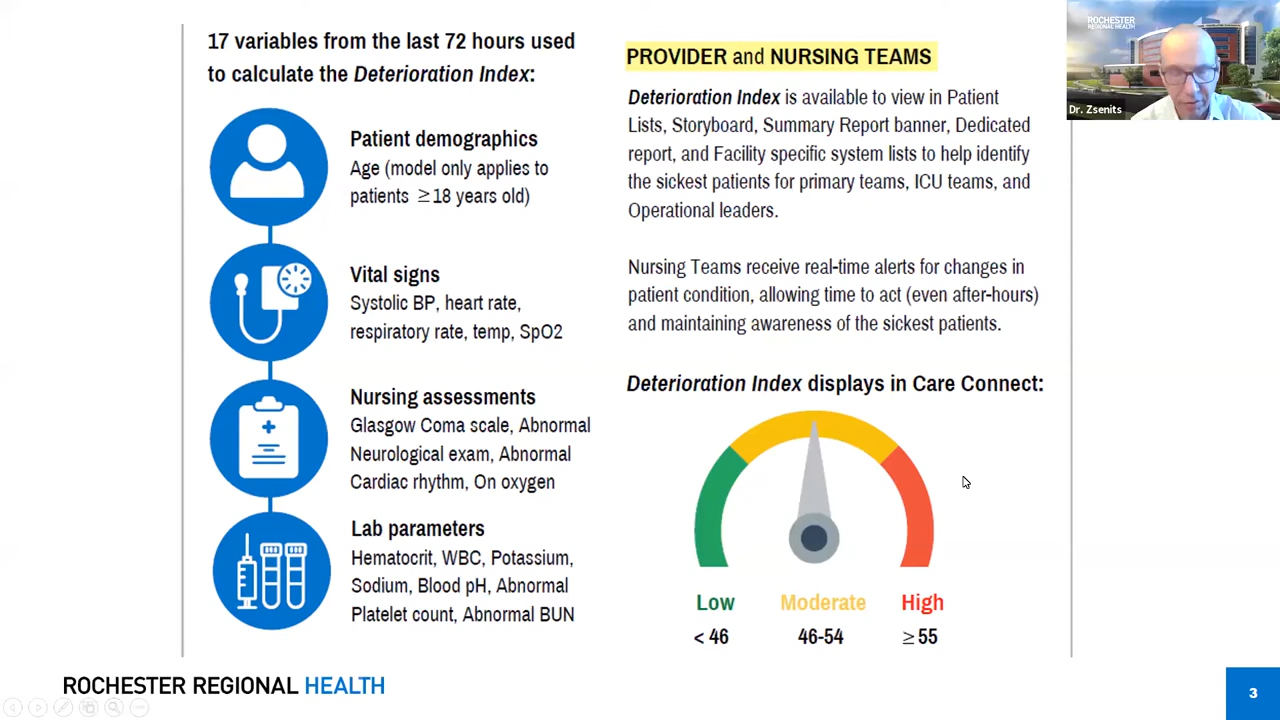 17 variables from the last 72 hours used
to calculate the Deterioration Index:
Patient demographics
Age (model only applies to
patients ≥18 years old)
Vital signs
Systolic BP, heart rate,
respiratory rate, temp, SpO2
Nursing assessments
Glasgow Coma scale, Abnormal
Neurological exam, Abnormal
Cardiac rhythm, On oxygen
Lab parameters
Hematocrit, WBC, Potassium,
Sodium, Blood pH, Abnormal
Platelet count, Abnormal BUN
PROVIDER and NURSING TEAMS
Deterioration Index is available to view in Patient
Lists, Storyboard, Summary Report banner, Dedicated
report, and Facility specific system lists to help identify
the sickest patients for primary teams, ICU teams, and
Operational leaders.
Nursing Teams receive real-time alerts for changes in
patient condition, allowing time to act (even after-hours)
and maintaining awareness of the sickest patients.
Deterioration Index displays in Care Connect:
Low Moderate High
< 46 46-54 ≥ 55
ROCHESTER
REGIONAL HEALTH
Dr. Zsenits
ROCHESTER REGIONAL HEALTH
3